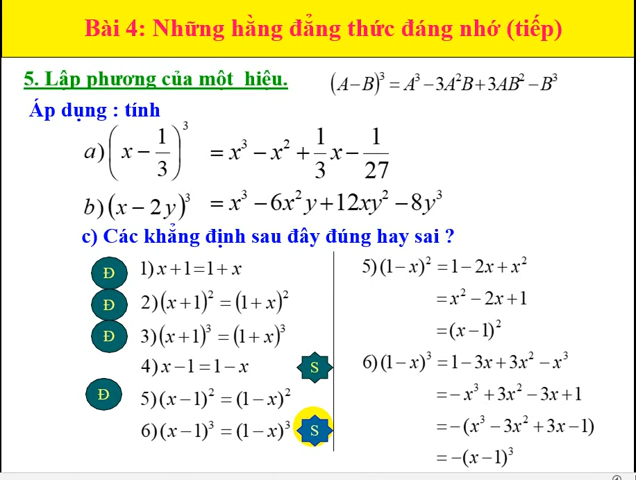 Bài 4: Những hằng đẳng thức đáng nhớ (tiếp)
5. Lập phương của một hiệu. (A−B)³ = A³ −3A²B+3AB² −B³
Áp dụng : tính
a) (x − 1/3)³ = x³ − x² + 1/3 x − 1/27
b) (x − 2y)³ = x³ − 6x²y + 12xy² − 8y³
c) Các khẳng định sau đây đúng hay sai ?
Đ 1) x + 1 = 1 + x
Đ 2) (x + 1)² = (1 + x)²
Đ 3) (x + 1)³ = (1 + x)³
4) x − 1 = 1 − x S
Đ 5) (x − 1)² = (1 − x)²
6) (x − 1)³ = (1 − x)³ S
5) (1 − x)² = 1 − 2x + x²
= x² − 2x + 1
= (x − 1)²
6) (1 − x)³ = 1 − 3x + 3x² − x³
= − x³ + 3x² − 3x + 1
= −(x³ − 3x² + 3x − 1)
= −(x − 1)³